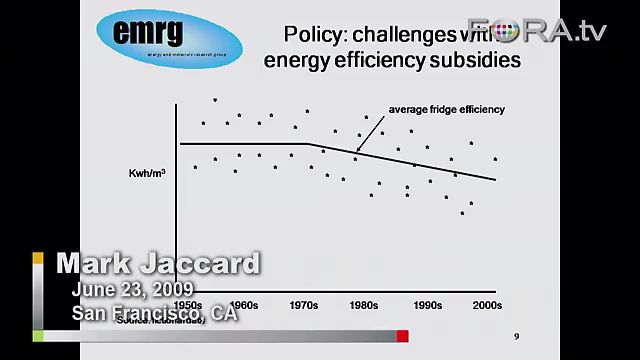 emrg
energy and materials research group
Policy: challenges with
energy efficiency subsidies
FORA.tv
average fridge efficiency
Kwh/m³
1950s 1960s 1970s 1980s 1990s 2000s
Mark Jaccard
June 23, 2009
San Francisco, CA
9